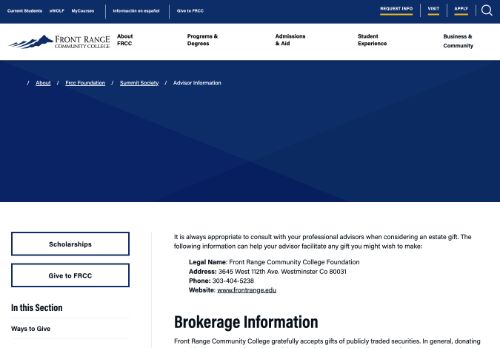 Current Students eWOLF MyCourses Información en español Give to FRCC REQUEST INFO VISIT APPLY
FRONT RANGE
COMMUNITY COLLEGE
About
FRCC
Programs &
Degrees
Admissions
& Aid
Student
Experience
Business &
Community
/ About / Frcc Foundation / Summit Society / Advisor Information
Scholarships
Give to FRCC
In this Section
Ways to Give
It is always appropriate to consult with your professional advisors when considering an estate gift. The
following information can help your advisor facilitate any gift you might wish to make:
Legal Name: Front Range Community College Foundation
Address: 3645 West 112th Ave. Westminster Co 80031
Phone: 303-404-5238
Website: www.frontrange.edu
Brokerage Information
Front Range Community College gratefully accepts gifts of publicly traded securities. In general, donating